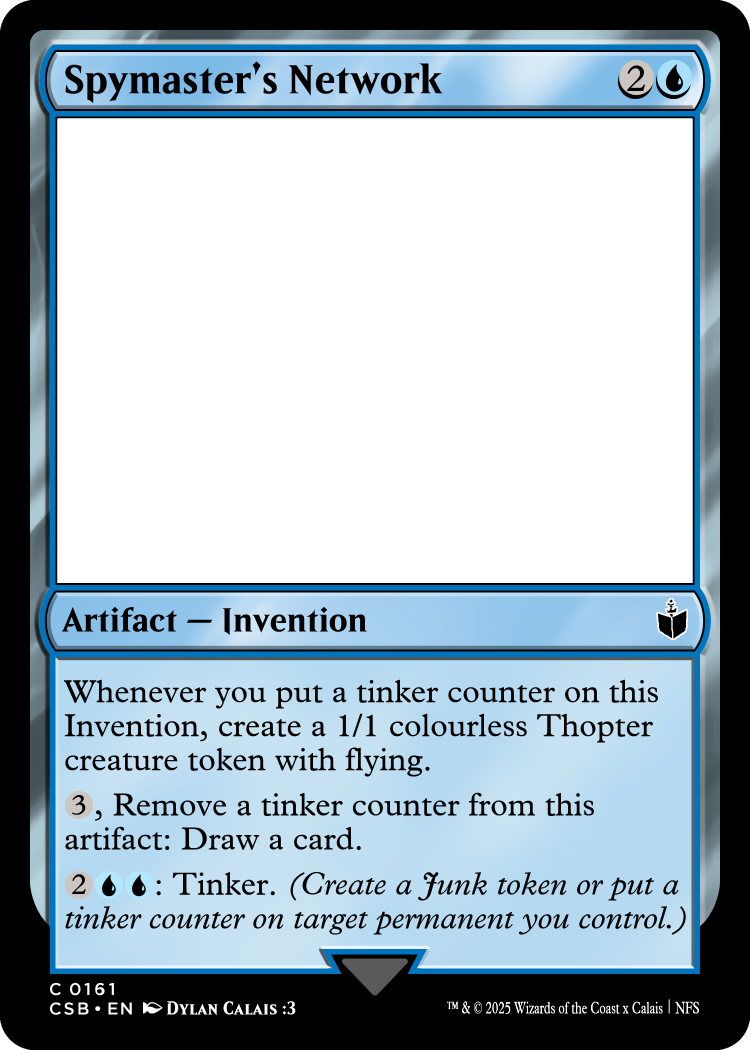 Spymaster's Network 2
Artifact — Invention
Whenever you put a tinker counter on this
Invention, create a 1/1 colourless Thopter
creature token with flying.
3, Remove a tinker counter from this
artifact: Draw a card.
2: Tinker. (Create a Junk token or put a
tinker counter on target permanent you control.)
C 0161
CSB • EN Dylan Calais :3
™ & © 2025 Wizards of the Coast x Calais | NFS